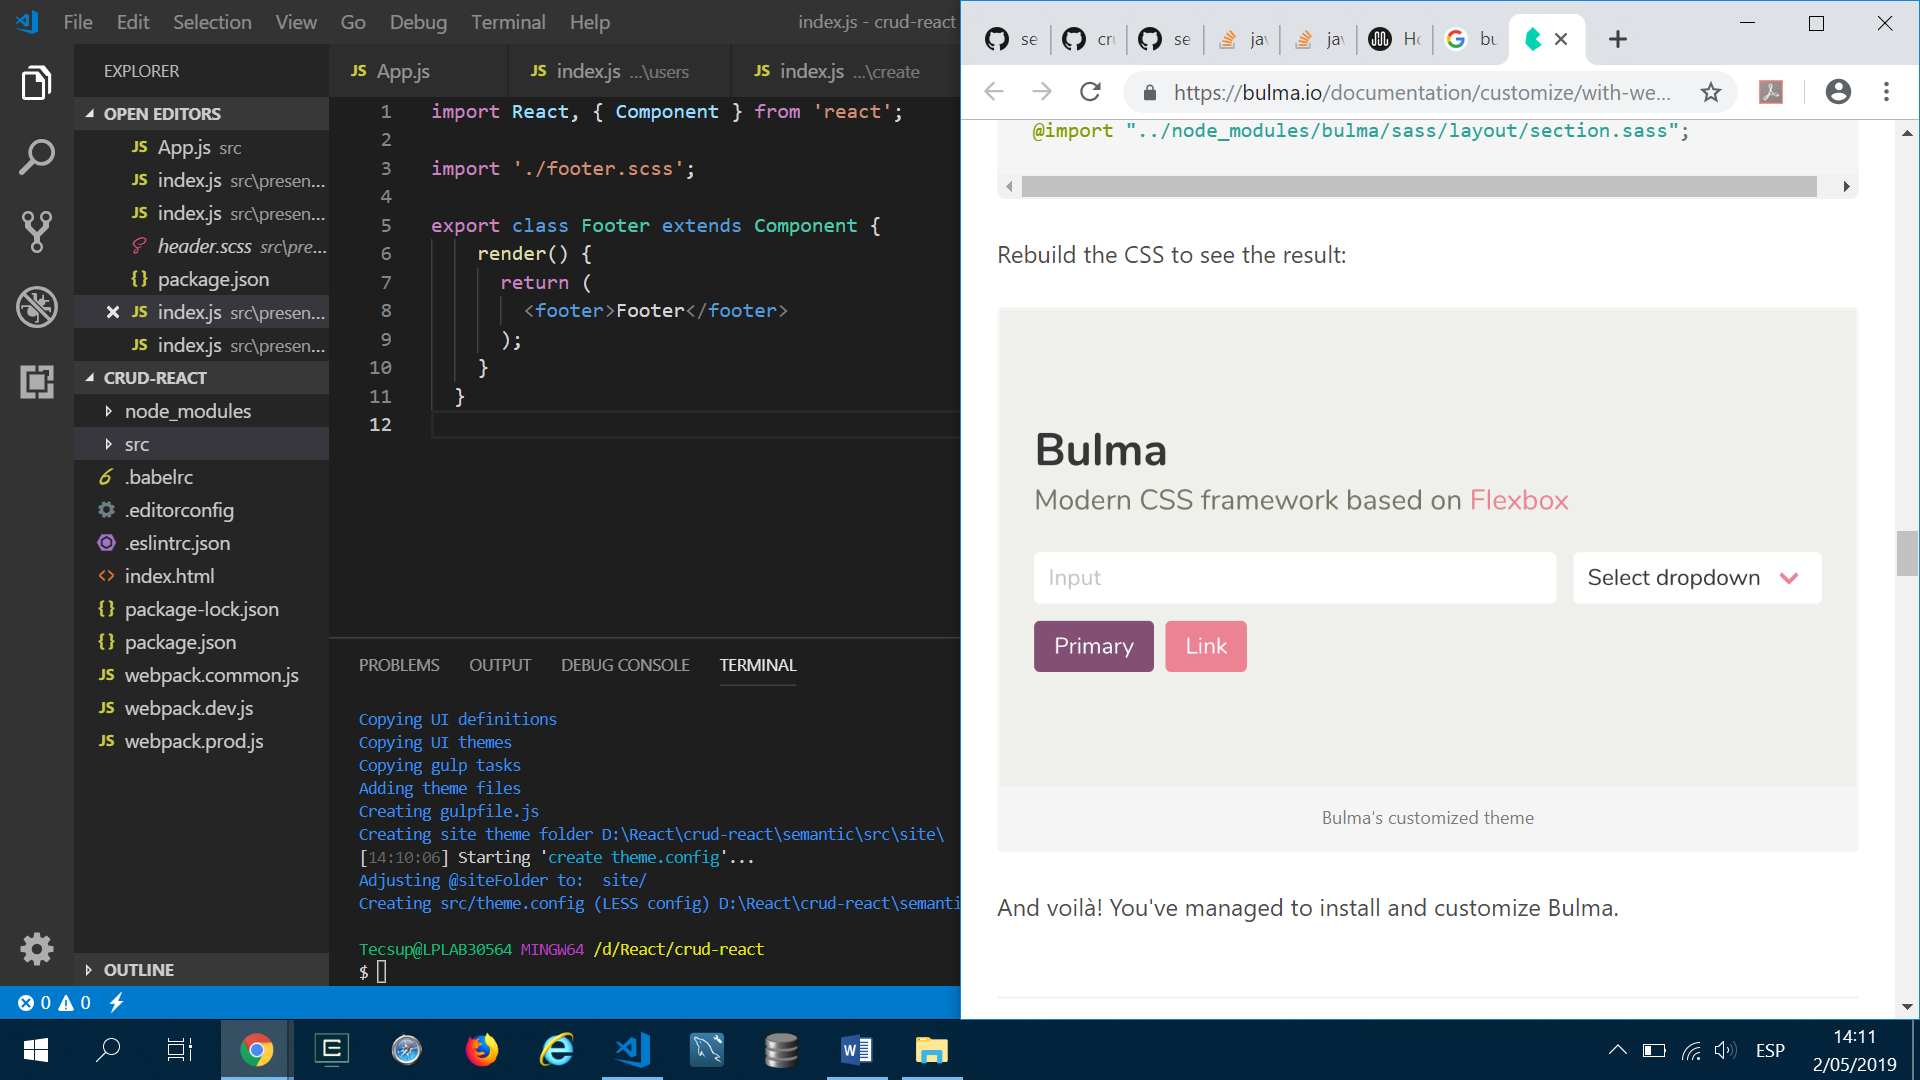 File Edit Selection View Go Debug Terminal Help index.js - crud-react
EXPLORER
OPEN EDITORS
JS App.js src
JS index.js src\presen...
JS index.js src\presen...
header.scss src\pre...
{} package.json
JS index.js src\presen...
JS index.js src\presen...
CRUD-REACT
node_modules
src
.babelrc
.editorconfig
.eslintrc.json
index.html
{} package-lock.json
{} package.json
JS webpack.common.js
JS webpack.dev.js
JS webpack.prod.js
OUTLINE
0 0
JS App.js JS index.js ...\users JS index.js ...\create
1 import React, { Component } from 'react';
2
3 import './footer.scss';
4
5 export class Footer extends Component {
6 render() {
7 return (
8 <footer>Footer</footer>
9 );
10 }
11 }
12
PROBLEMS OUTPUT DEBUG CONSOLE TERMINAL
Copying UI definitions
Copying UI themes
Copying gulp tasks
Adding theme files
Creating gulpfile.js
Creating site theme folder D:\React\crud-react\semantic\src\site\
[14:10:06] Starting 'create theme.config'...
Adjusting @siteFolder to:  site/
Creating src/theme.config (LESS config) D:\React\crud-react\semanti
Tecsup@LPLAB30564 MINGW64 /d/React/crud-react
$
se cru se jav jav Ho bu
https://bulma.io/documentation/customize/with-we...
@import "../node_modules/bulma/sass/layout/section.sass";
Rebuild the CSS to see the result:
Bulma
Modern CSS framework based on Flexbox
Input Select dropdown
Primary Link
Bulma's customized theme
And voilà! You've managed to install and customize Bulma.
ESP
14:11
2/05/2019